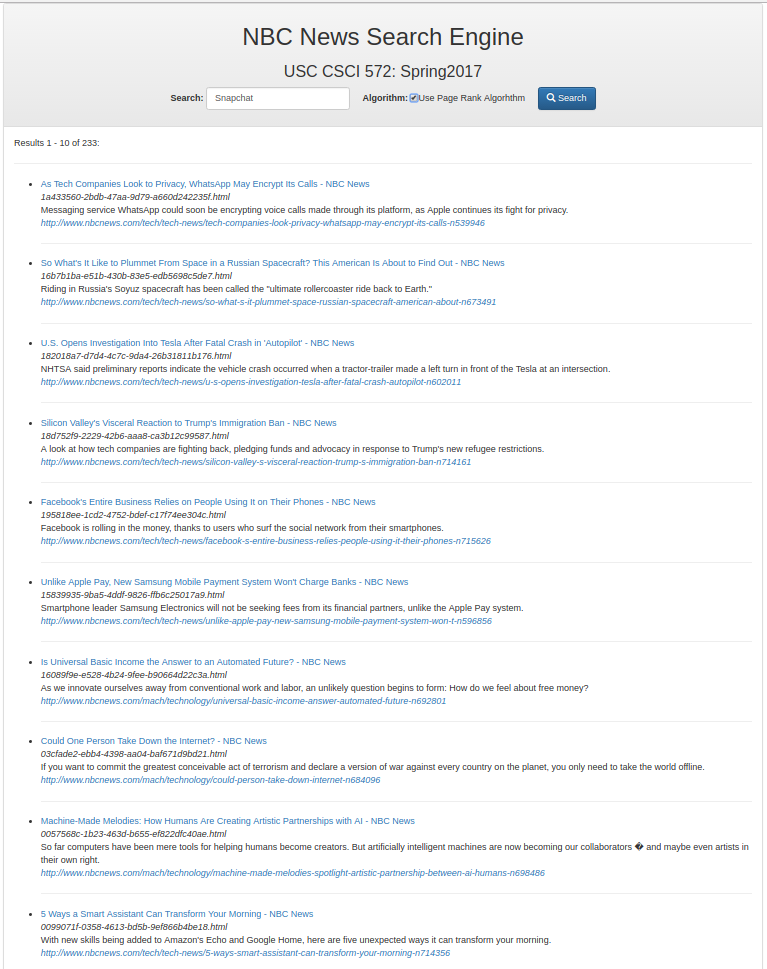 NBC News Search Engine
USC CSCI 572: Spring2017
Search: Snapchat Algorithm: Use Page Rank Algorhthm Search
Results 1 - 10 of 233:
As Tech Companies Look to Privacy, WhatsApp May Encrypt Its Calls - NBC News
1a433560-2bdb-47aa-9d79-a660d242235f.html
Messaging service WhatsApp could soon be encrypting voice calls made through its platform, as Apple continues its fight for privacy.
http://www.nbcnews.com/tech/tech-news/tech-companies-look-privacy-whatsapp-may-encrypt-its-calls-n539946
So What's It Like to Plummet From Space in a Russian Spacecraft? This American Is About to Find Out - NBC News
16b7b1ba-e51b-430b-83e5-edb5698c5de7.html
Riding in Russia's Soyuz spacecraft has been called the "ultimate rollercoaster ride back to Earth."
http://www.nbcnews.com/tech/tech-news/so-what-s-it-plummet-space-russian-spacecraft-american-about-n673491
U.S. Opens Investigation Into Tesla After Fatal Crash in 'Autopilot' - NBC News
182018a7-d7d4-4c7c-9da4-26b31811b176.html
NHTSA said preliminary reports indicate the vehicle crash occurred when a tractor-trailer made a left turn in front of the Tesla at an intersection.
http://www.nbcnews.com/tech/tech-news/u-s-opens-investigation-tesla-after-fatal-crash-autopilot-n602011
Silicon Valley's Visceral Reaction to Trump's Immigration Ban - NBC News
18d752f9-2229-42b6-aaa8-ca3b12c99587.html
A look at how tech companies are fighting back, pledging funds and advocacy in response to Trump's new refugee restrictions.
http://www.nbcnews.com/tech/tech-news/silicon-valley-s-visceral-reaction-trump-s-immigration-ban-n714161
Facebook's Entire Business Relies on People Using It on Their Phones - NBC News
195818ee-1cd2-4752-bdef-c17f74ee304c.html
Facebook is rolling in the money, thanks to users who surf the social network from their smartphones.
http://www.nbcnews.com/tech/tech-news/facebook-s-entire-business-relies-people-using-it-their-phones-n715626
Unlike Apple Pay, New Samsung Mobile Payment System Won't Charge Banks - NBC News
15839935-9ba5-4ddf-9826-ffb6c25017a9.html
Smartphone leader Samsung Electronics will not be seeking fees from its financial partners, unlike the Apple Pay system.
http://www.nbcnews.com/tech/tech-news/unlike-apple-pay-new-samsung-mobile-payment-system-won-t-n596856
Is Universal Basic Income the Answer to an Automated Future? - NBC News
16089f9e-e528-4b24-9fee-b90664d22c3a.html
As we innovate ourselves away from conventional work and labor, an unlikely question begins to form: How do we feel about free money?
http://www.nbcnews.com/mach/technology/universal-basic-income-answer-automated-future-n692801
Could One Person Take Down the Internet? - NBC News
03cfade2-ebb4-4398-aa04-baf671d9bd21.html
If you want to commit the greatest conceivable act of terrorism and declare a version of war against every country on the planet, you only need to take the world offline.
http://www.nbcnews.com/mach/technology/could-person-take-down-internet-n684096
Machine-Made Melodies: How Humans Are Creating Artistic Partnerships with AI - NBC News
0057568c-1b23-463d-b655-ef822dfc40ae.html
So far computers have been mere tools for helping humans become creators. But artificially intelligent machines are now becoming our collaborators � and maybe even artists in
their own right.
http://www.nbcnews.com/mach/technology/machine-made-melodies-spotlight-artistic-partnership-between-ai-humans-n698486
5 Ways a Smart Assistant Can Transform Your Morning - NBC News
0099071f-0358-4613-bd5b-9ef866b4be18.html
With new skills being added to Amazon's Echo and Google Home, here are five unexpected ways it can transform your morning.
http://www.nbcnews.com/tech/tech-news/5-ways-smart-assistant-can-transform-your-morning-n714356